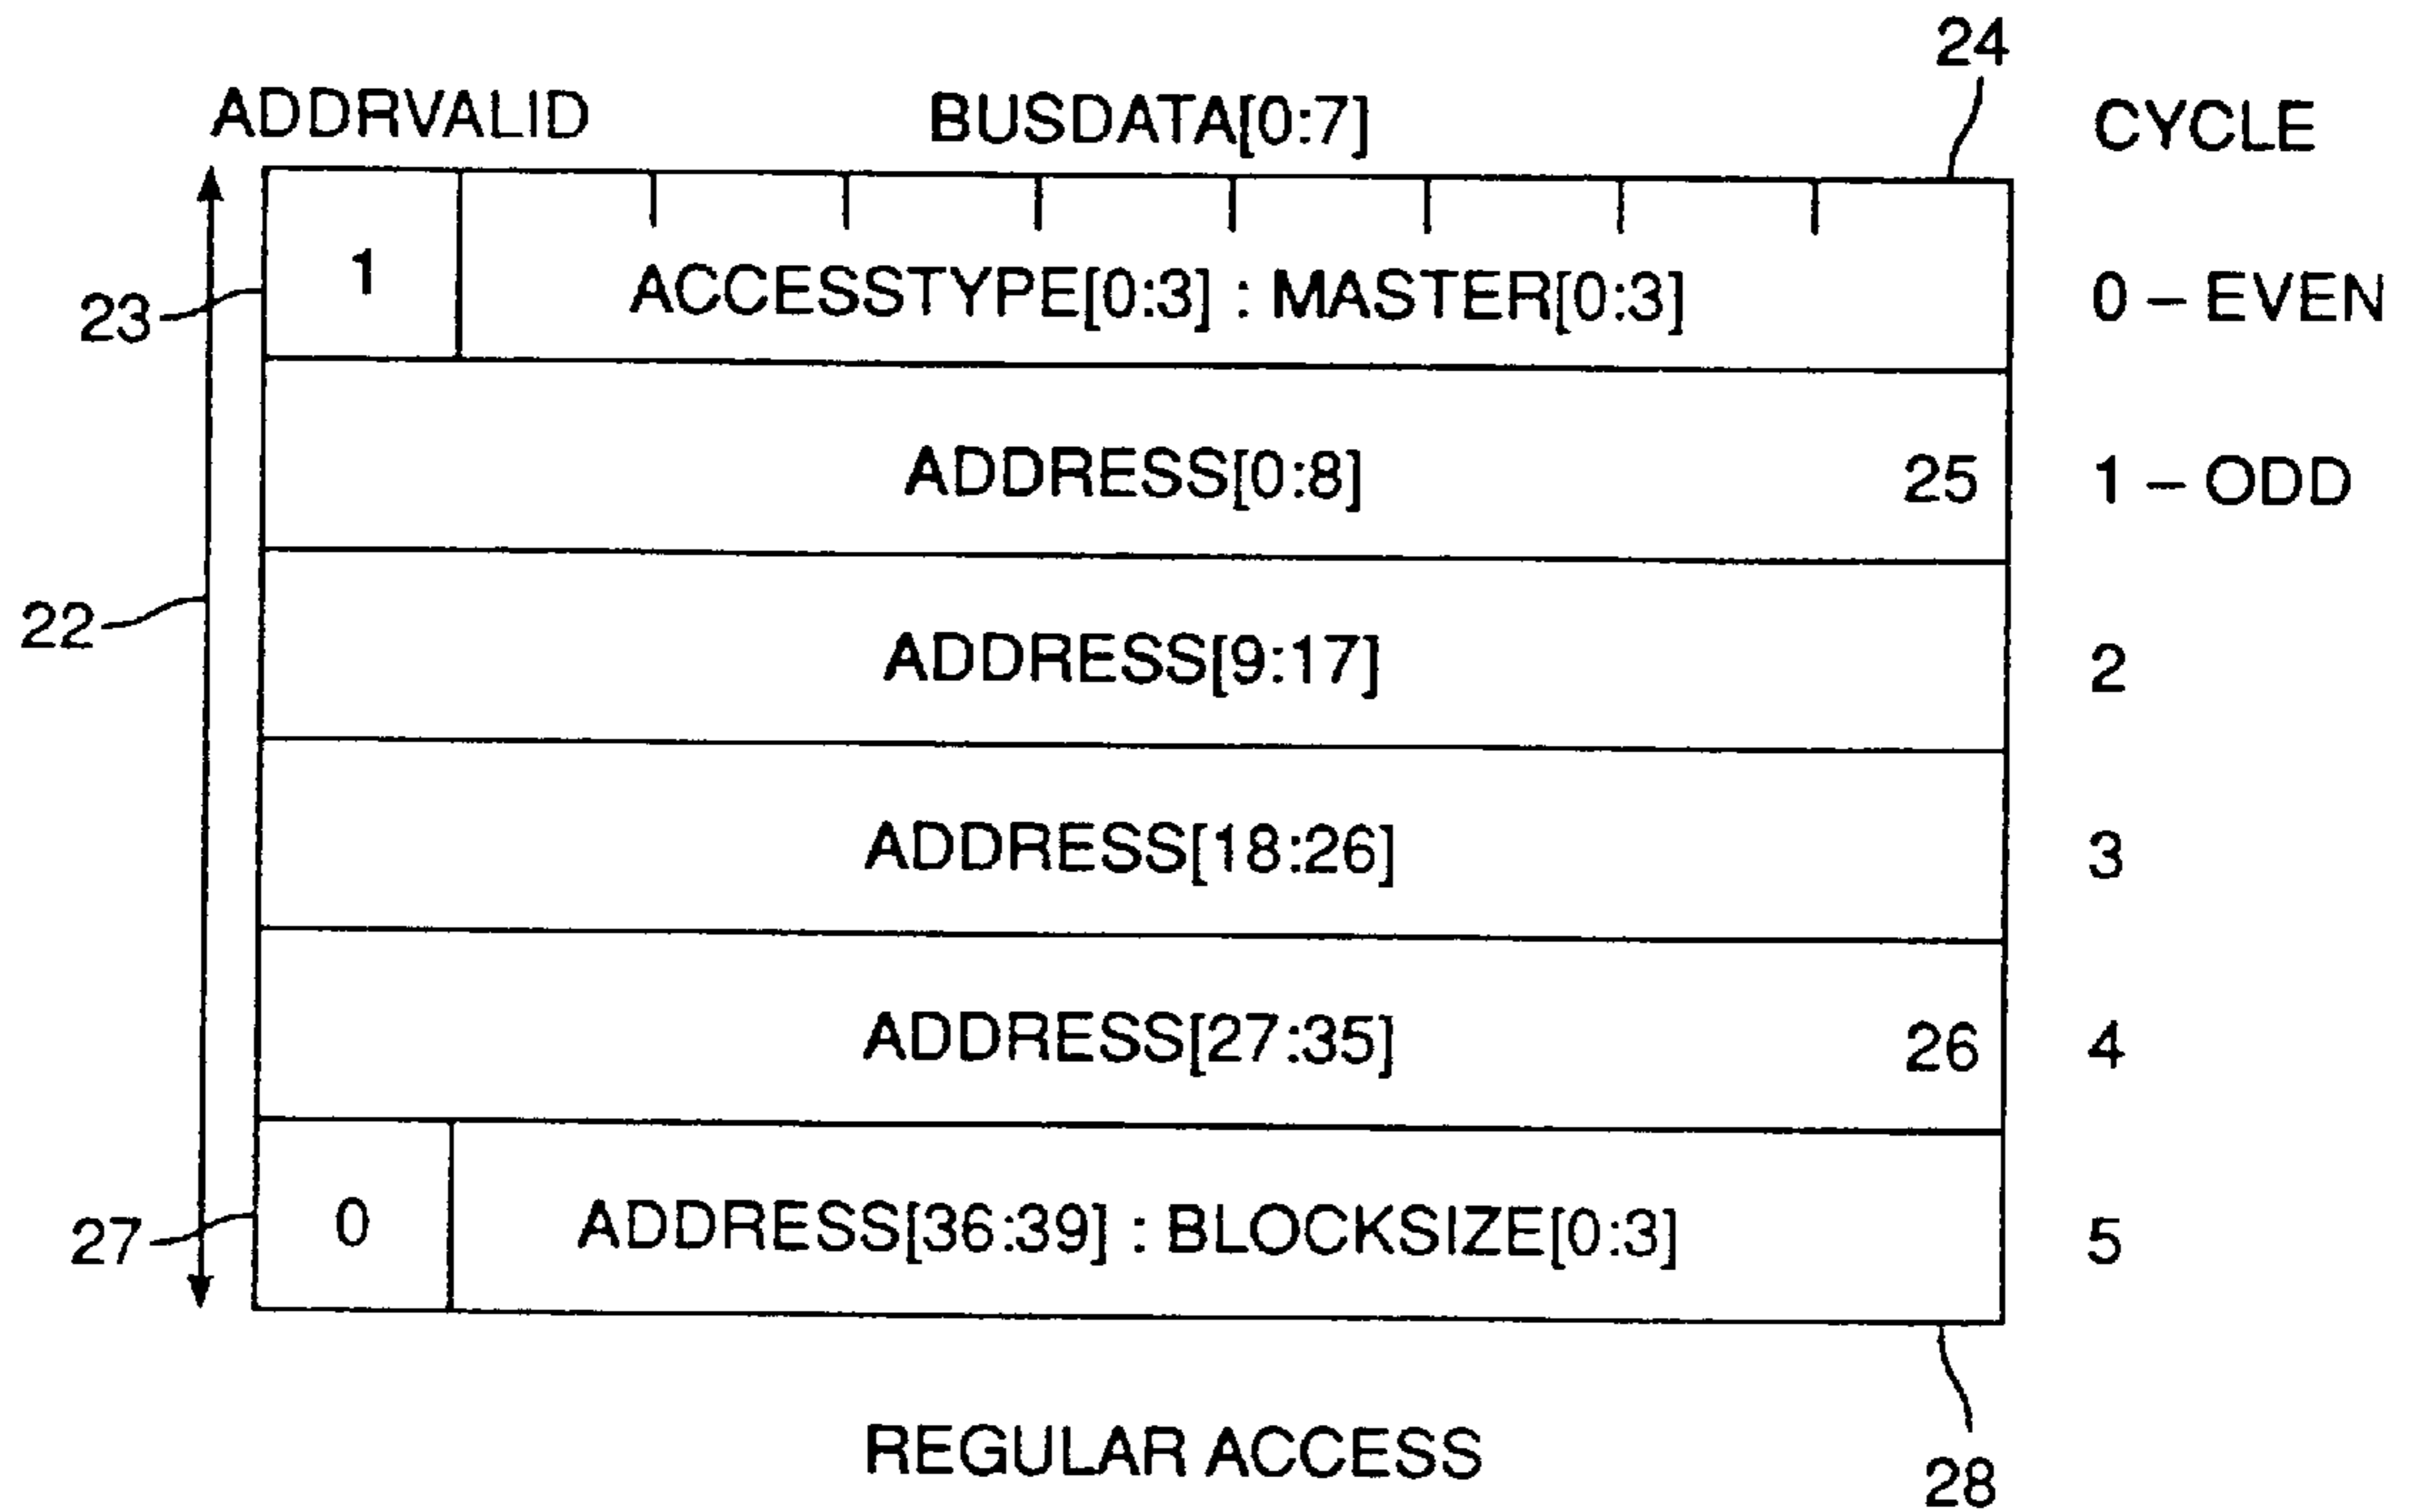 24
ADDRVALID BUSDATA[0:7] CYCLE
1 ACCESSTYPE[0:3] : MASTER[0:3] 0 – EVEN
23
ADDRESS[0:8] 25 1 – ODD
22
ADDRESS[9:17] 2
ADDRESS[18:26] 3
ADDRESS[27:35] 26 4
27 0 ADDRESS[36:39] : BLOCKSIZE[0:3] 5
REGULAR ACCESS
28